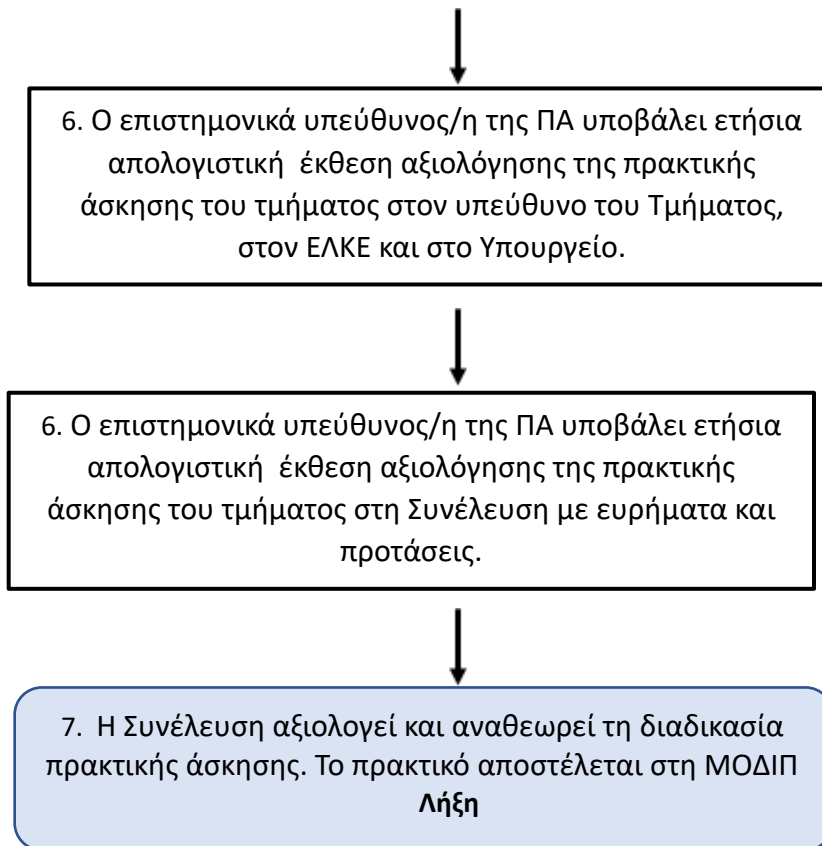 6. Ο επιστημονικά υπεύθυνος/η της ΠΑ υποβάλει ετήσια
απολογιστική έκθεση αξιολόγησης της πρακτικής
άσκησης του τμήματος στον υπεύθυνο του Τμήματος,
στον ΕΛΚΕ και στο Υπουργείο.
6. Ο επιστημονικά υπεύθυνος/η της ΠΑ υποβάλει ετήσια
απολογιστική έκθεση αξιολόγησης της πρακτικής
άσκησης του τμήματος στη Συνέλευση με ευρήματα και
προτάσεις.
7. Η Συνέλευση αξιολογεί και αναθεωρεί τη διαδικασία
πρακτικής άσκησης. Το πρακτικό αποστέλεται στη ΜΟΔΙΠ
Λήξη